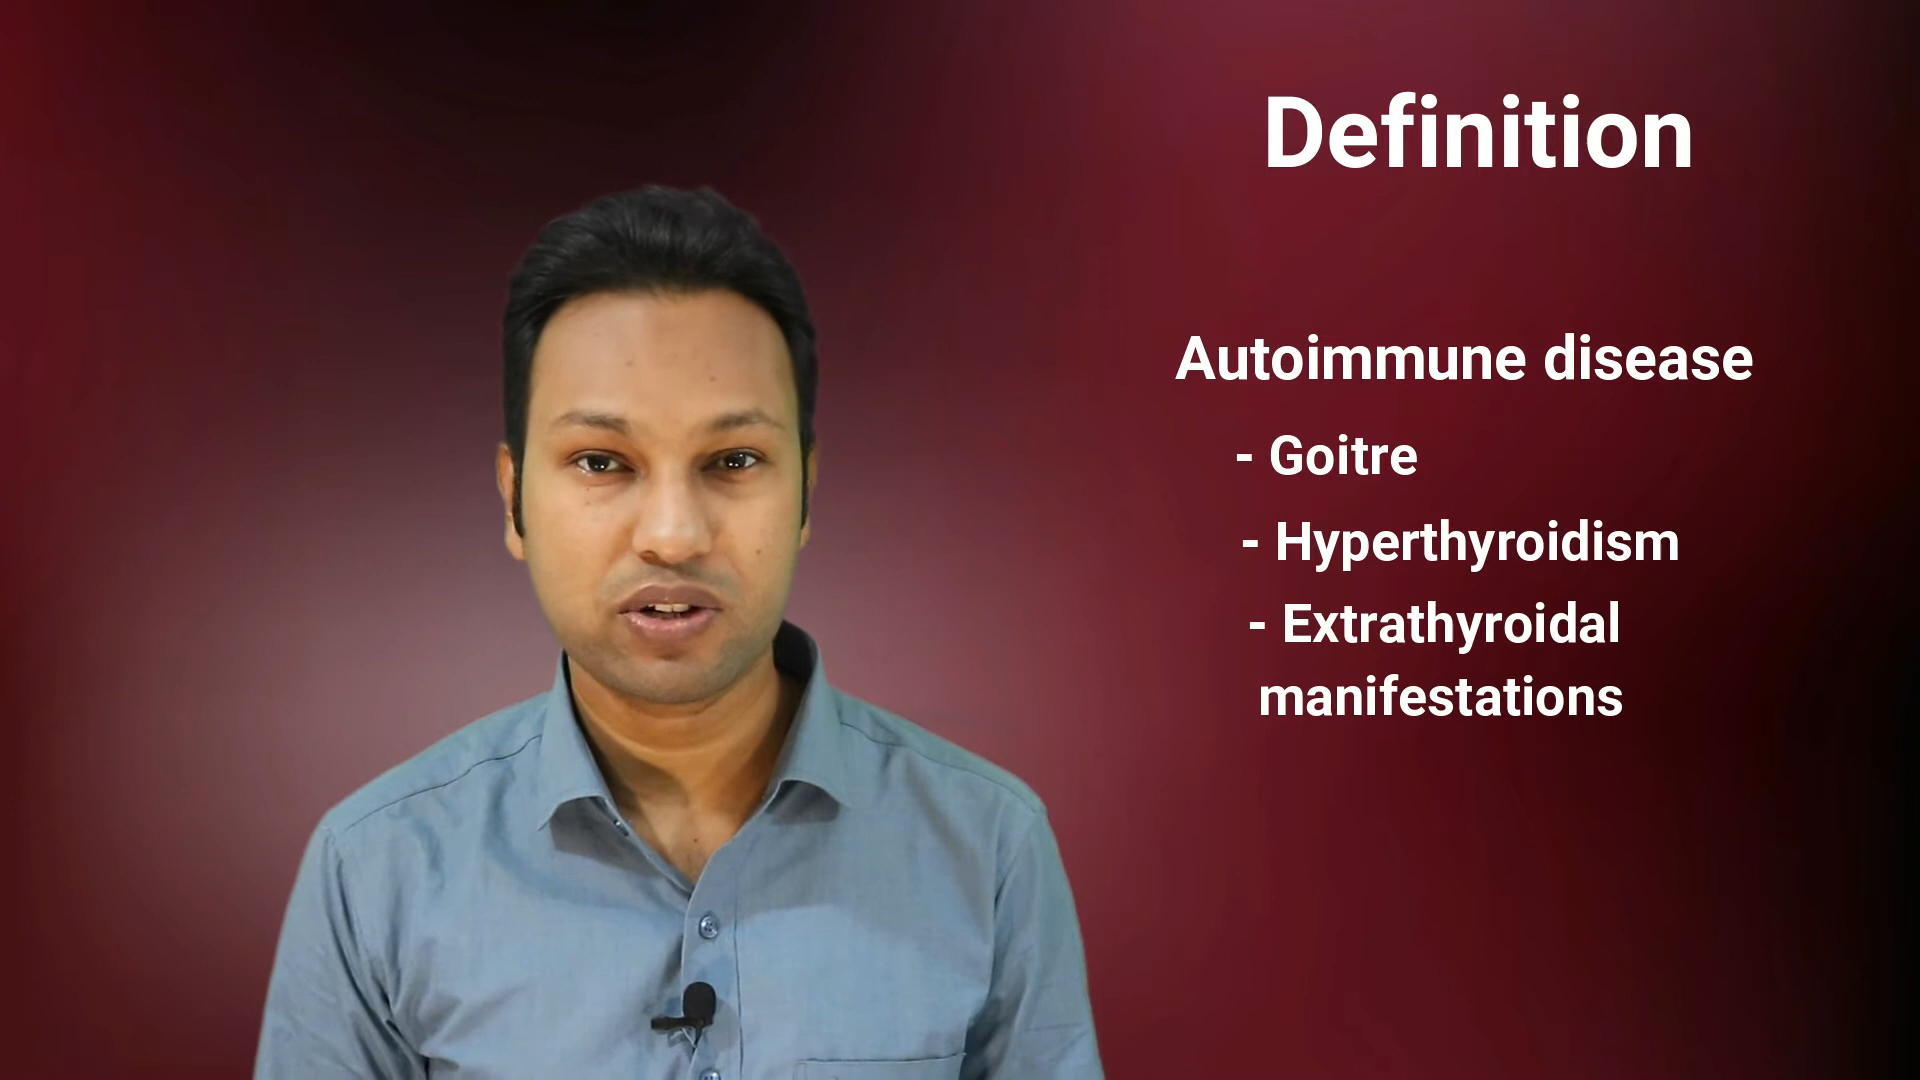 Definition
Autoimmune disease
- Goitre
- Hyperthyroidism
- Extrathyroidal
manifestations